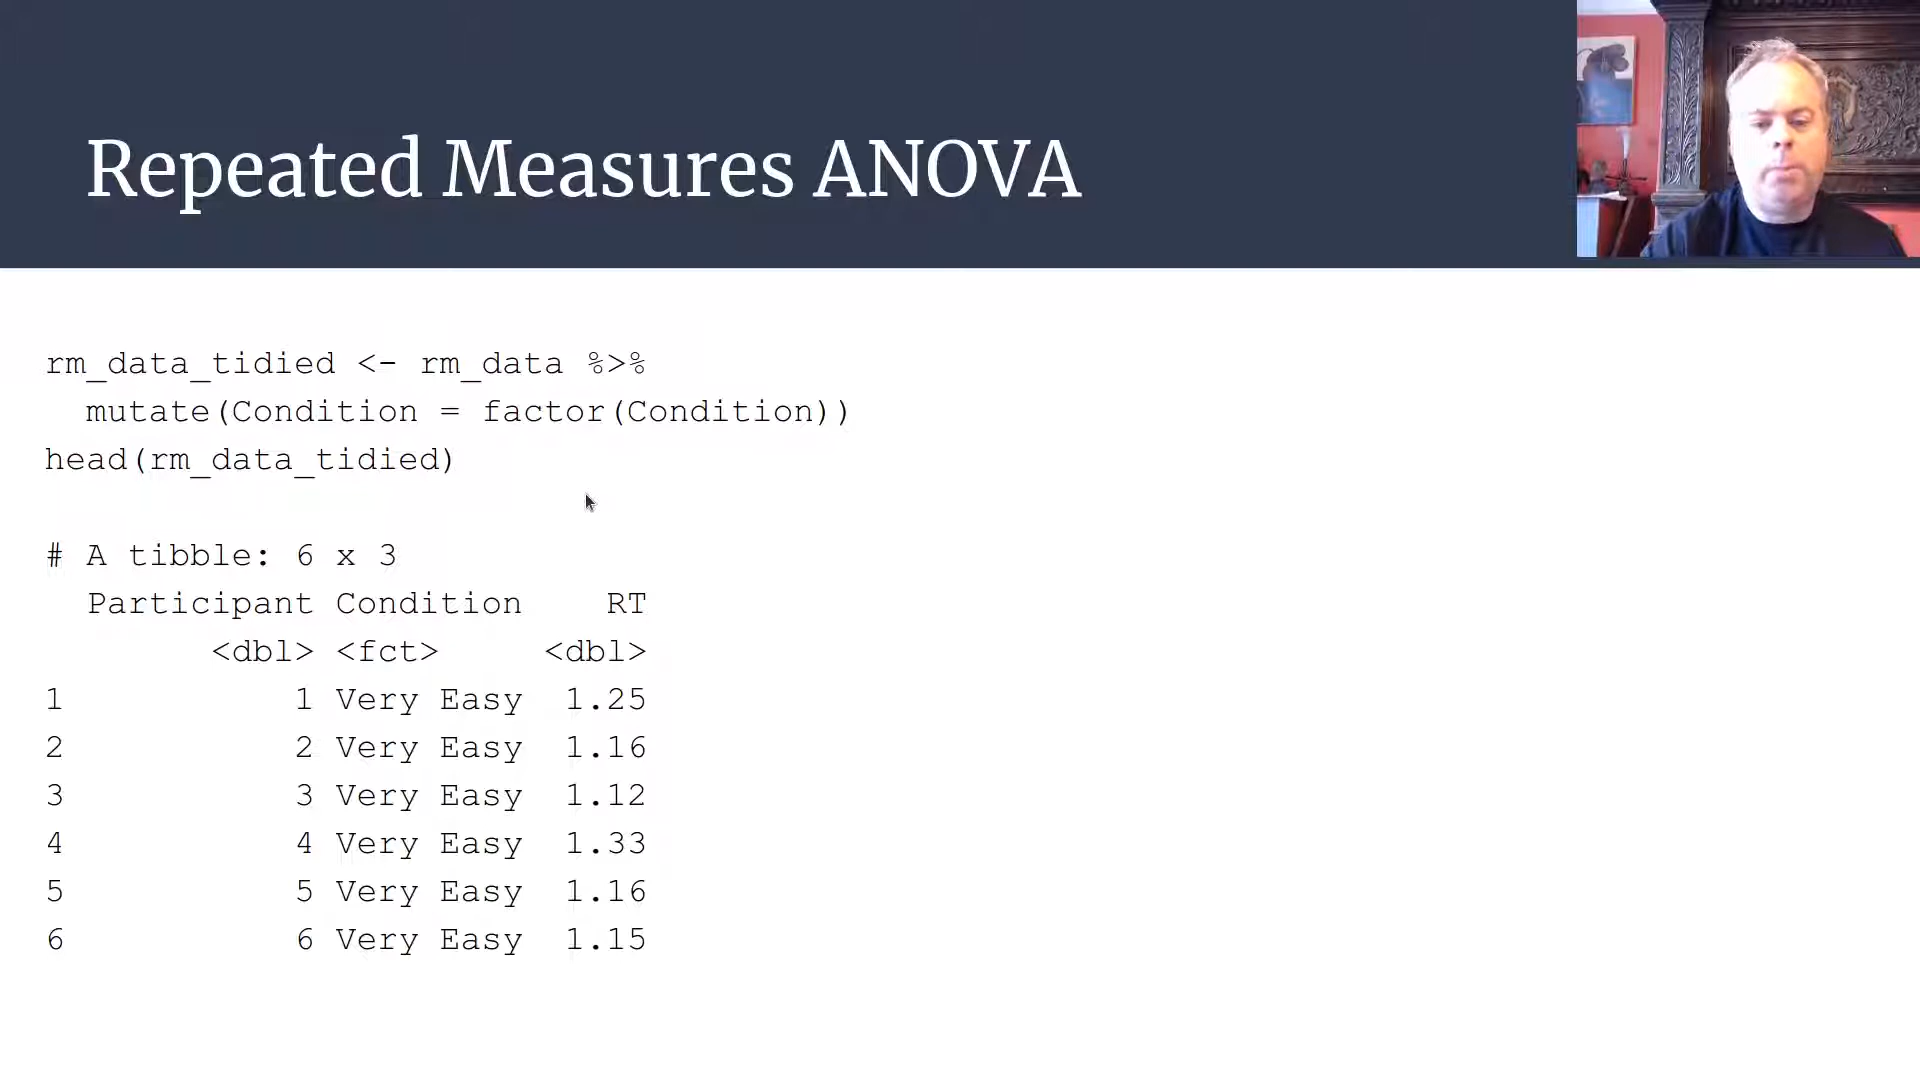 Repeated Measures ANOVA
rm_data_tidied <- rm_data %>%
  mutate(Condition = factor(Condition))
head(rm_data_tidied)
# A tibble: 6 x 3
  Participant Condition    RT
        <dbl> <fct>     <dbl>
1           1 Very Easy  1.25
2           2 Very Easy  1.16
3           3 Very Easy  1.12
4           4 Very Easy  1.33
5           5 Very Easy  1.16
6           6 Very Easy  1.15